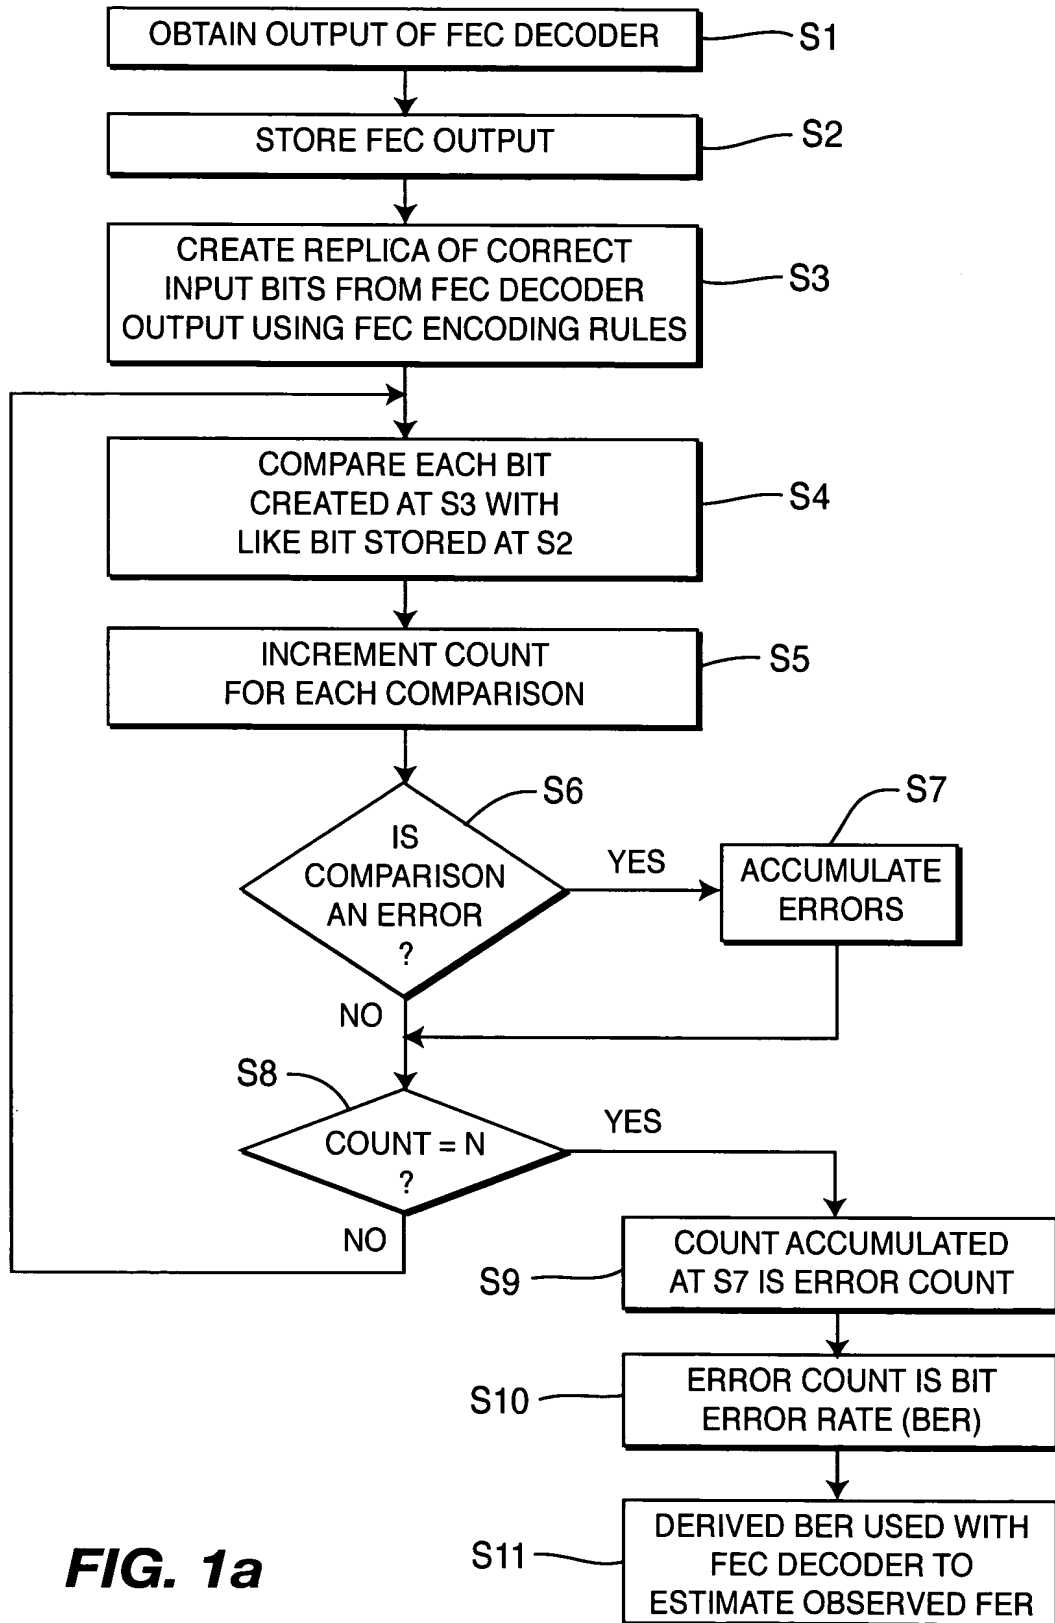 OBTAIN OUTPUT OF FEC DECODER
S1
STORE FEC OUTPUT
S2
CREATE REPLICA OF CORRECT
INPUT BITS FROM FEC DECODER
OUTPUT USING FEC ENCODING RULES
S3
COMPARE EACH BIT
CREATED AT S3 WITH
LIKE BIT STORED AT S2
S4
INCREMENT COUNT
FOR EACH COMPARISON
S5
IS
COMPARISON
AN ERROR
?
S6
YES
NO
ACCUMULATE
ERRORS
S7
COUNT = N
?
S8
YES
NO
COUNT ACCUMULATED
AT S7 IS ERROR COUNT
S9
ERROR COUNT IS BIT
ERROR RATE (BER)
S10
DERIVED BER USED WITH
FEC DECODER TO
ESTIMATE OBSERVED FER
S11
FIG. 1a